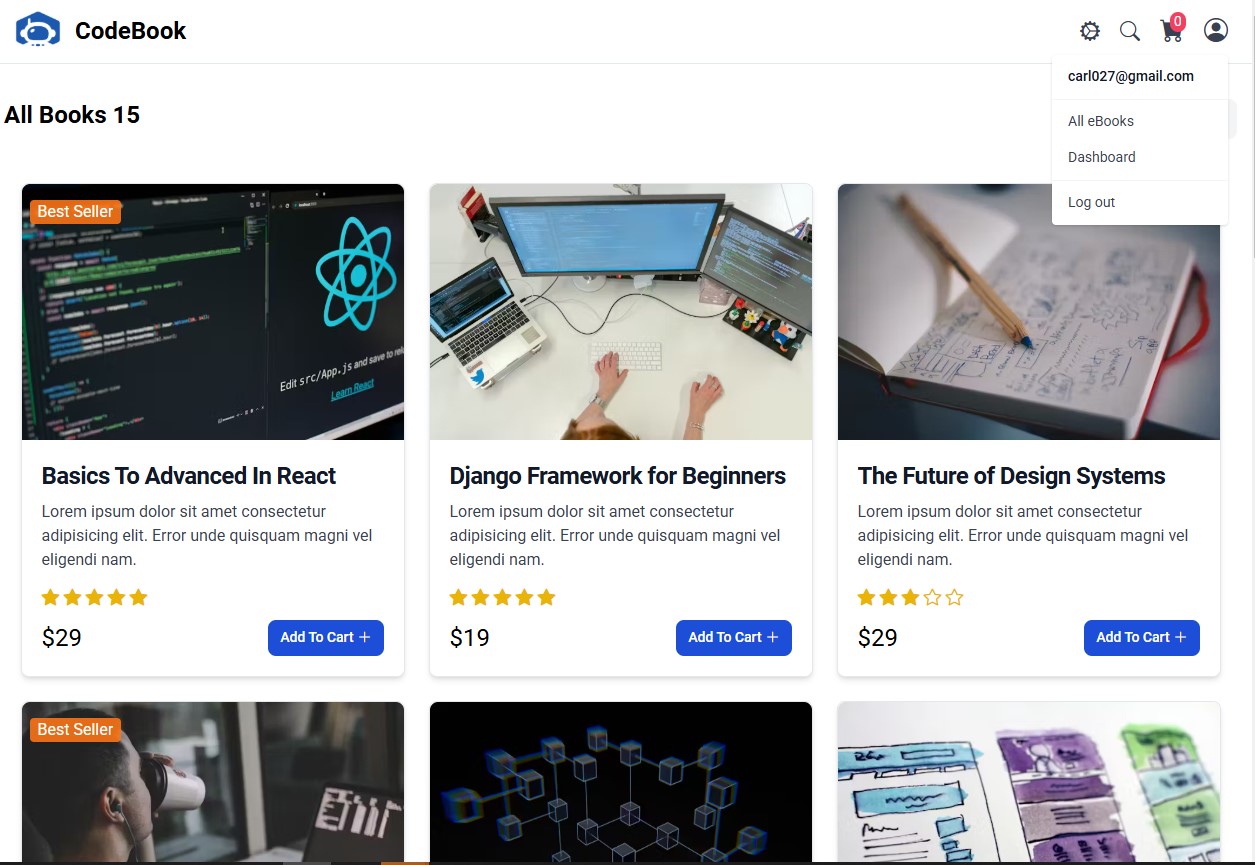 CodeBook
0
carl027@gmail.com
All eBooks
Dashboard
Log out
All Books 15
Best Seller
Edit src/App.js and save to rel
Learn React
Basics To Advanced In React
Lorem ipsum dolor sit amet consectetur
adipisicing elit. Error unde quisquam magni vel
eligendi nam.
$29
Add To Cart +
Django Framework for Beginners
Lorem ipsum dolor sit amet consectetur
adipisicing elit. Error unde quisquam magni vel
eligendi nam.
$19
Add To Cart +
The Future of Design Systems
Lorem ipsum dolor sit amet consectetur
adipisicing elit. Error unde quisquam magni vel
eligendi nam.
$29
Add To Cart +
Best Seller